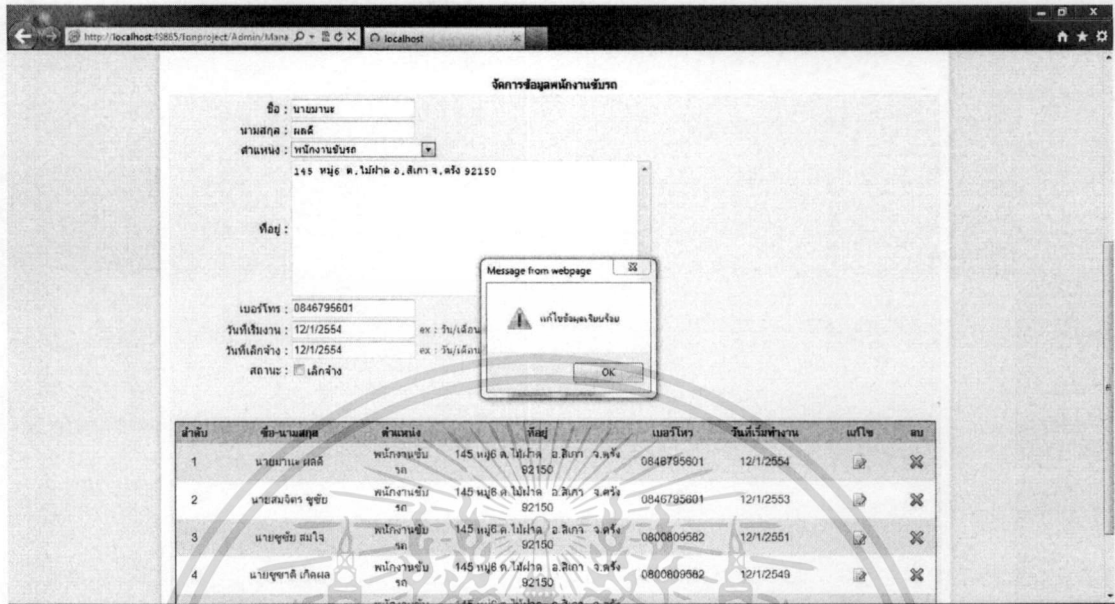 http://localhost:49865/fonproject/Admin/Mana
localhost
จัดการข้อมูลพนักงานขับรถ
ชื่อ : นายมานะ
นามสกุล : ผลดี
ตำแหน่ง : พนักงานขับรถ
145 หมู่6 ต.ไม้ฝาด อ.สิเกา จ.ตรัง 92150
ที่อยู่ :
Message from webpage
แก้ไขข้อมูลเรียบร้อย
OK
เบอร์โทร : 0846795601
วันที่เริ่มงาน : 12/1/2554 ex : วัน/เดือน
วันที่เลิกจ้าง : 12/1/2554 ex : วัน/เดือน
สถานะ : เลิกจ้าง
ลำดับ ชื่อ-นามสกุล ตำแหน่ง ที่อยู่ เบอร์โทร วันที่เริ่มทำงาน แก้ไข ลบ
1 นายมานะ ผลดี พนักงานขับรถ 145 หมู่6 ต.ไม้ฝาด อ.สิเกา จ.ตรัง 92150 0846795601 12/1/2554
2 นายสมจิตร ชูชัย พนักงานขับรถ 145 หมู่6 ต.ไม้ฝาด อ.สิเกา จ.ตรัง 92150 0846795601 12/1/2553
3 นายชูชัย สมใจ พนักงานขับรถ 145 หมู่6 ต.ไม้ฝาด อ.สิเกา จ.ตรัง 92150 0800809582 12/1/2551
4 นายชูชาติ เกิดผล พนักงานขับรถ 145 หมู่6 ต.ไม้ฝาด อ.สิเกา จ.ตรัง 92150 0800809582 12/1/2549